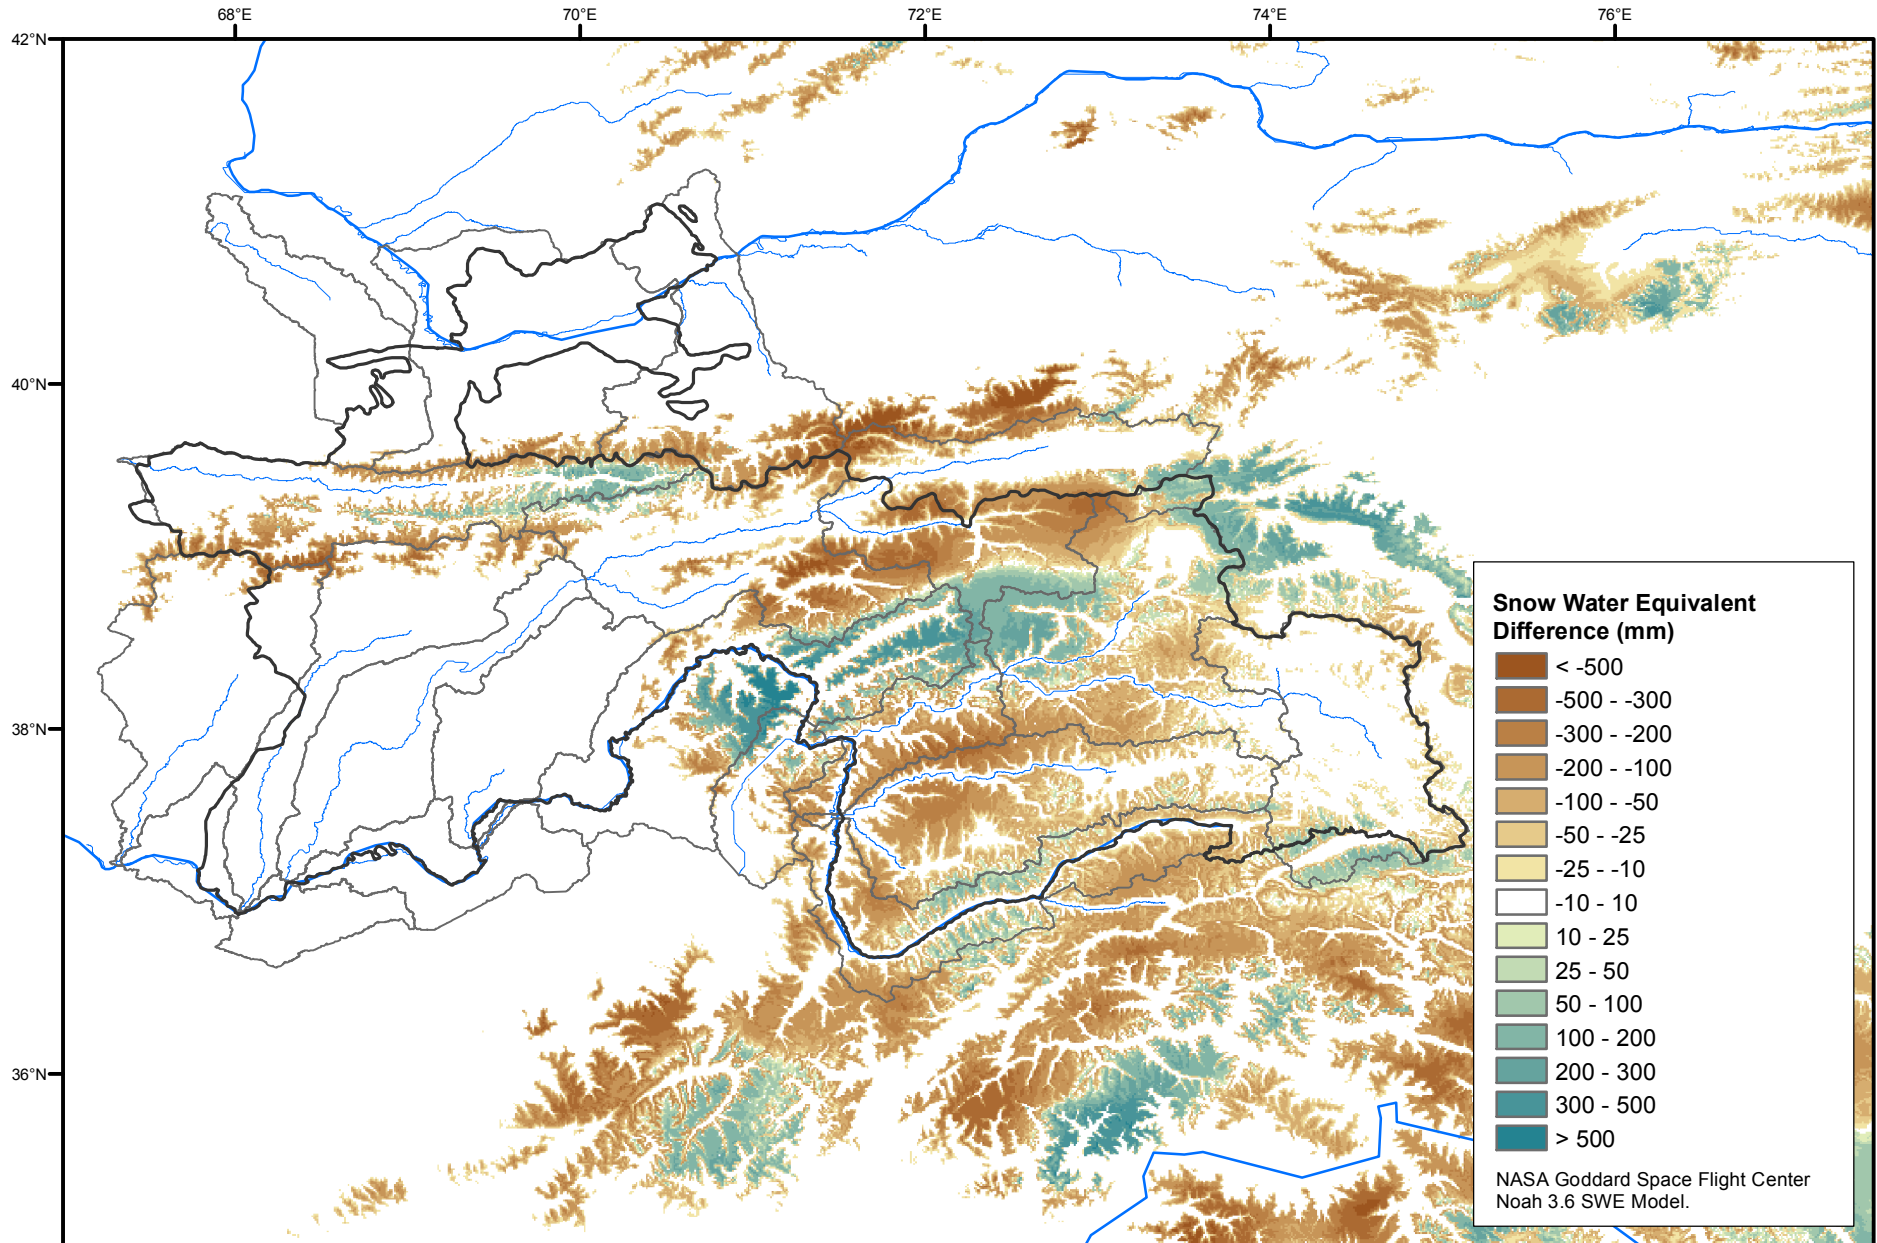 68°E
70°E
72°E
74°E
76°E
42°N
40°N
38°N
36°N
Snow Water Equivalent
Difference (mm)
< -500
-500 - -300
-300 - -200
-200 - -100
-100 - -50
-50 - -25
-25 - -10
-10 - 10
10 - 25
25 - 50
50 - 100
100 - 200
200 - 300
300 - 500
> 500
NASA Goddard Space Flight Center
Noah 3.6 SWE Model.